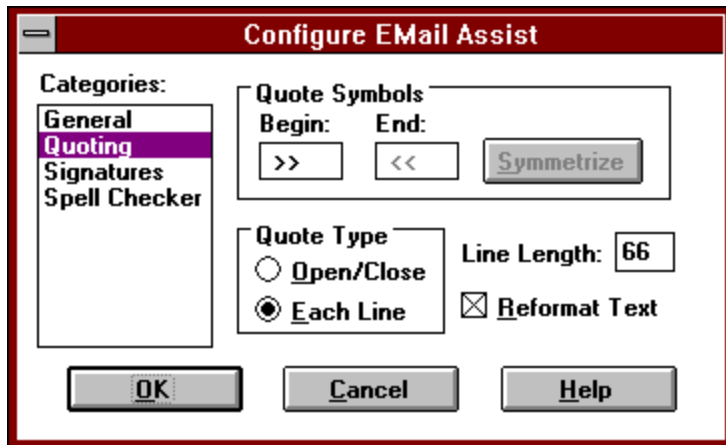 Configure EMail Assist
Categories:
General
Quoting
Signatures
Spell Checker
Quote Symbols
Begin: End:
>> << Symmetrize
Quote Type
Open/Close
Each Line
Line Length: 66
Reformat Text
OK Cancel Help